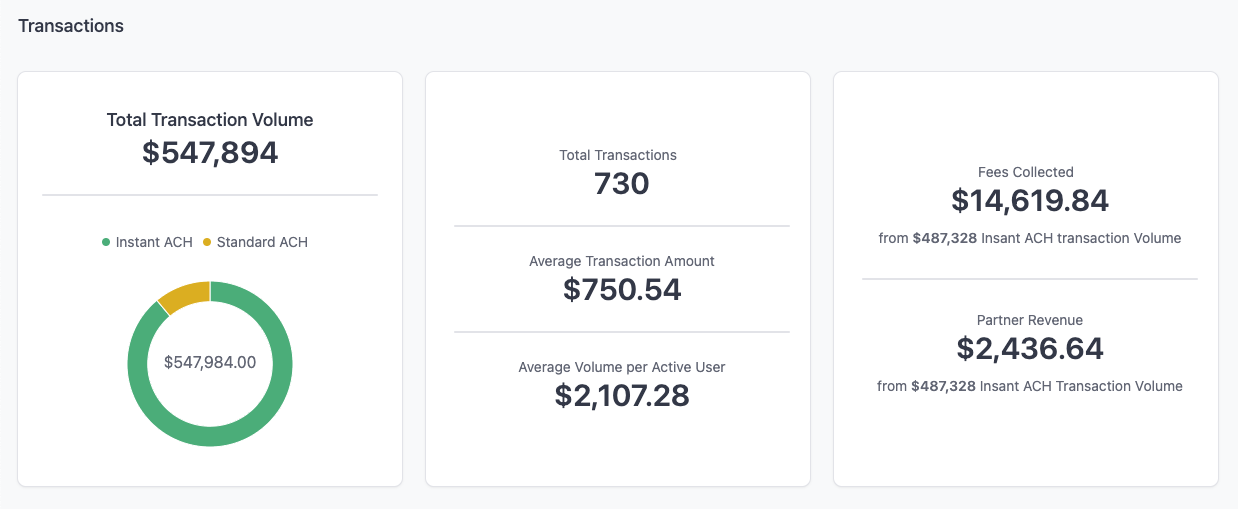 Transactions
Total Transaction Volume
$547,894
Instant ACH
Standard ACH
$547,984.00
Total Transactions
730
Average Transaction Amount
$750.54
Average Volume per Active User
$2,107.28
Fees Collected
$14,619.84
from $487,328 Insant ACH transaction Volume
Partner Revenue
$2,436.64
from $487,328 Insant ACH Transaction Volume